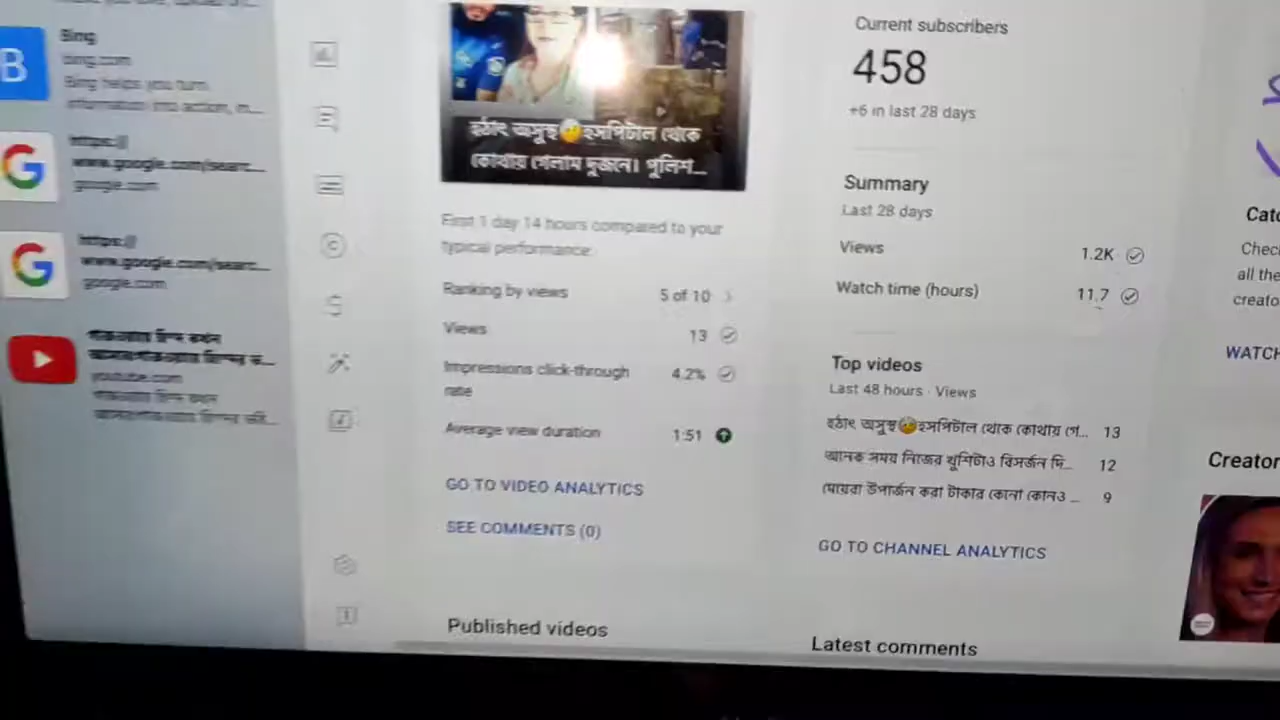 Bing
bing.com
Bing helps you turn
information into action, m...
https://
www.google.com/searc...
google.com
https://
www.google.com/searc...
google.com
youtube.com
হঠাৎ অসুস্থ🤕হসপিটাল থেকে
কোথায় গেলাম দুজনে। পুলিশ...
First 1 day 14 hours compared to your
typical performance:
Ranking by views 5 of 10
Views 13
Impressions click-through
rate 4.2%
Average view duration 1:51
GO TO VIDEO ANALYTICS
SEE COMMENTS (0)
Published videos
Current subscribers
458
+6 in last 28 days
Summary
Last 28 days
Views 1.2K
Watch time (hours) 11.7
Top videos
Last 48 hours · Views
হঠাৎ অসুস্থ🤕হসপিটাল থেকে কোথায় গে... 13
অনেক সময় নিজের খুশিটাও বিসর্জন দি... 12
মেয়েরা উপার্জন করা টাকার কোনো কোনও ... 9
GO TO CHANNEL ANALYTICS
Latest comments
Chec
all the
creato
WATCH
Creator